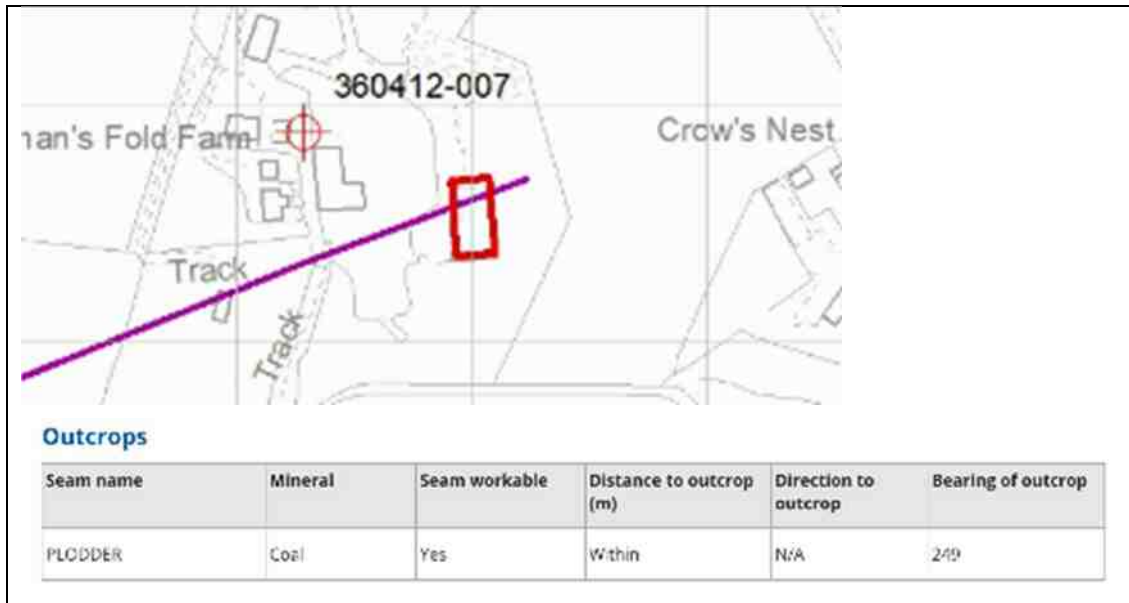 360412-007
nan's Fold Farm
Crow's Nest
Track
Track
Outcrops
Seam name Mineral Seam workable Distance to outcrop (m) Direction to outcrop Bearing of outcrop
PLODDER Coal Yes Within N/A 249